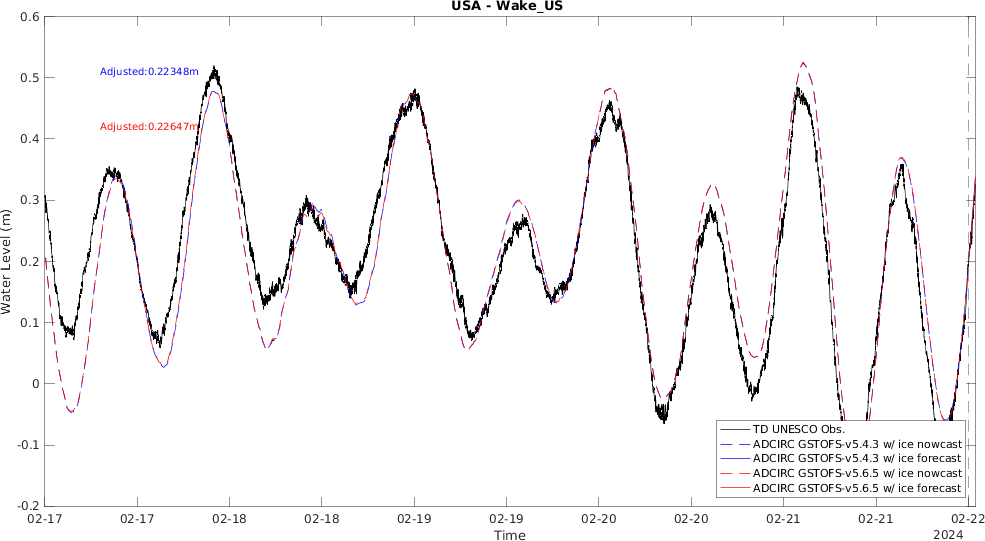 USA - Wake_US
0.6
0.5
0.4
0.3
0.2
0.1
0
-0.1
-0.2
Water Level (m)
Adjusted:0.22348m
Adjusted:0.22647m
TD UNESCO Obs.
ADCIRC GSTOFS-v5.4.3 w/ ice nowcast
ADCIRC GSTOFS-v5.4.3 w/ ice forecast
ADCIRC GSTOFS-v5.6.5 w/ ice nowcast
ADCIRC GSTOFS-v5.6.5 w/ ice forecast
02-17 02-17 02-18 02-18 02-19 02-19 02-20 02-20 02-21 02-21 02-22
Time
2024